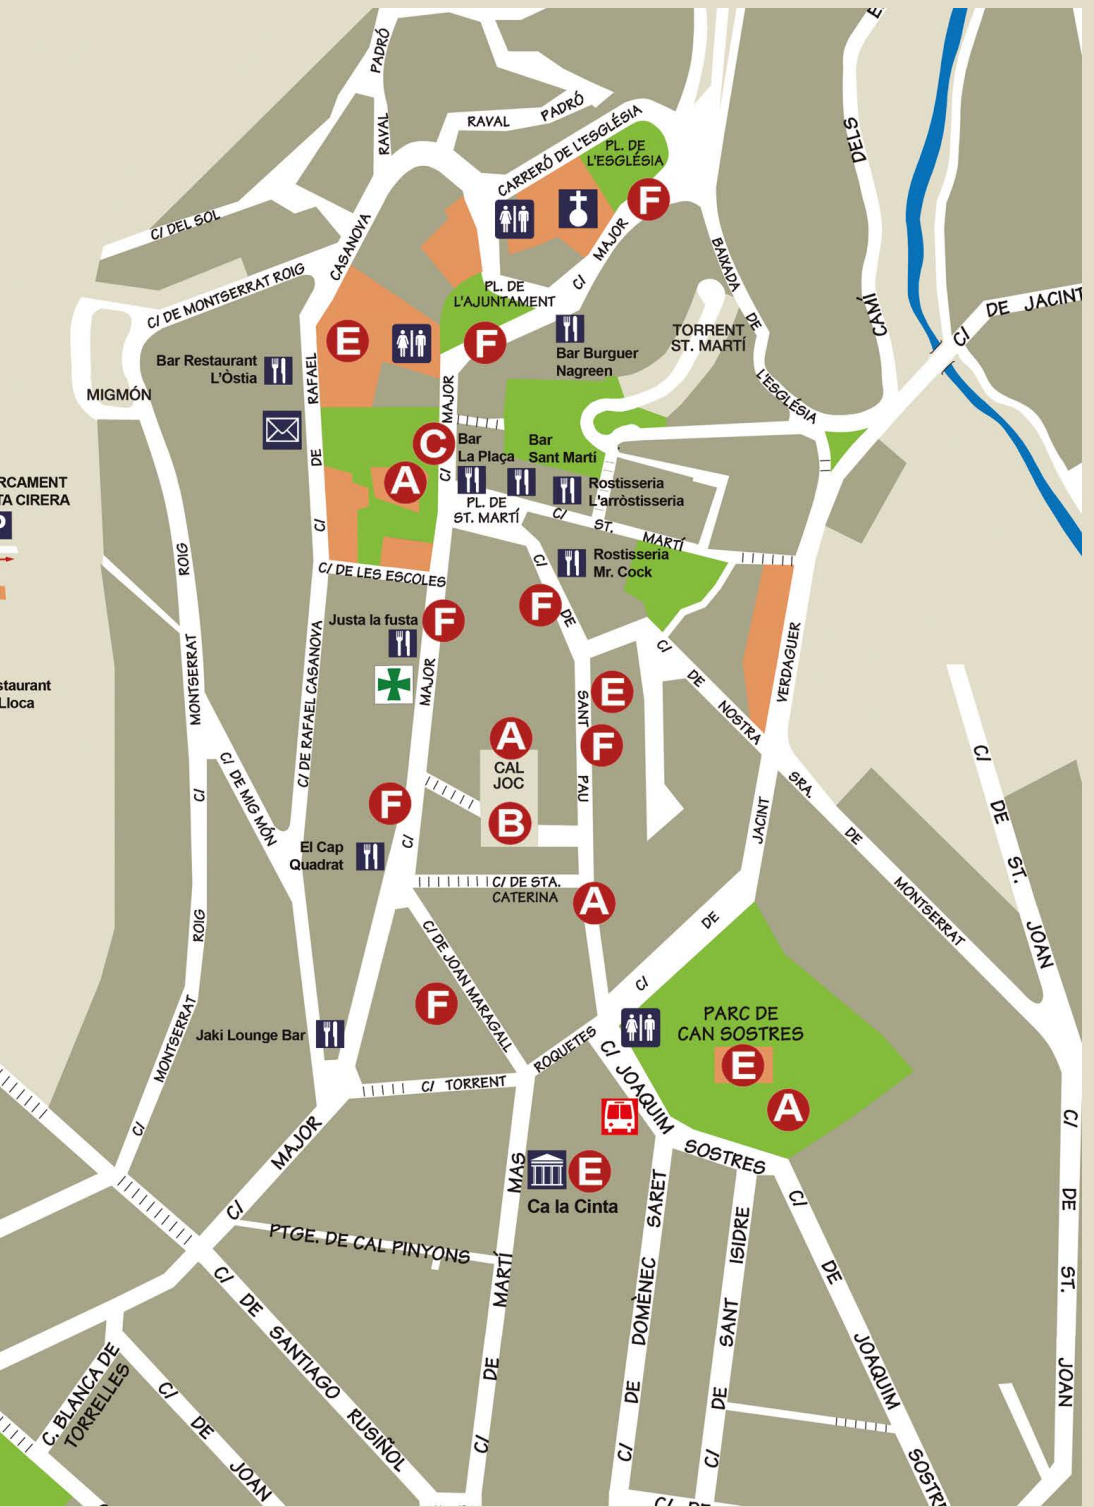 PADRÓ
RAVAL
RAVAL
PADRÓ
CARRERÓ DE L'ESGLÉSIA
PL. DE
L'ESGLÉSIA
F
C/ MAJOR
C/ DEL SOL
CASANOVA
C/ DE MONTSERRAT ROIG
PL. DE
L'AJUNTAMENT
BAIXADA DE L'ESGLÉSIA
CAMÍ DELS
C/ DE JACINT
TORRENT
ST. MARTÍ
E
F
Bar Burguer
Nagreen
Bar Restaurant
L'Òstia
MIGMÓN
C/ DE RAFAEL
C/ MAJOR
C
A
Bar
La Plaça
Bar
Sant Marti
Rostisseria
L'arròstisseria
PL. DE
ST. MARTÍ
C/ ST. MARTÍ
Rostisseria
Mr. Cock
RCAMENT
TA CIRERA
C/ DE LES ESCOLES
Justa la fusta
F
F
C/ DE SANT PAU
E
F
MAJOR
C/
C/ DE RAFAEL CASANOVA
ROIG
MONTSERRAT
C/
C/ DE MIG MÓN
staurant
Lloca
C/ DE NOSTRA SRA. DE MONTSERRAT
VERDAGUER
JACINT
DE
C/
A
CAL
JOC
B
F
El Cap
Quadrat
C/ DE STA.
CATERINA
A
C/ DE JOAN MARAGALL
F
ROIG
MONTSERRAT
C/
Jaki Lounge Bar
C/ TORRENT
ROQUETES
PARC DE
CAN SOSTRES
E
A
C/ JOAQUIM
SOSTRES
C/ DE ST. JOAN
C/ DE ST. JOAN
C/ MAJOR
E
Ca la Cinta
PTGE. DE CAL PINYONS
C/ DE MARTÍ MAS
C/ DE DOMÈNEC SARET
C/ DE SANT ISIDRE
C/ DE JOAQUIM SOSTR
C/ DE SANTIAGO RUSIÑOL
C. BLANCA DE
TORRELLES
C/ DE JOAN